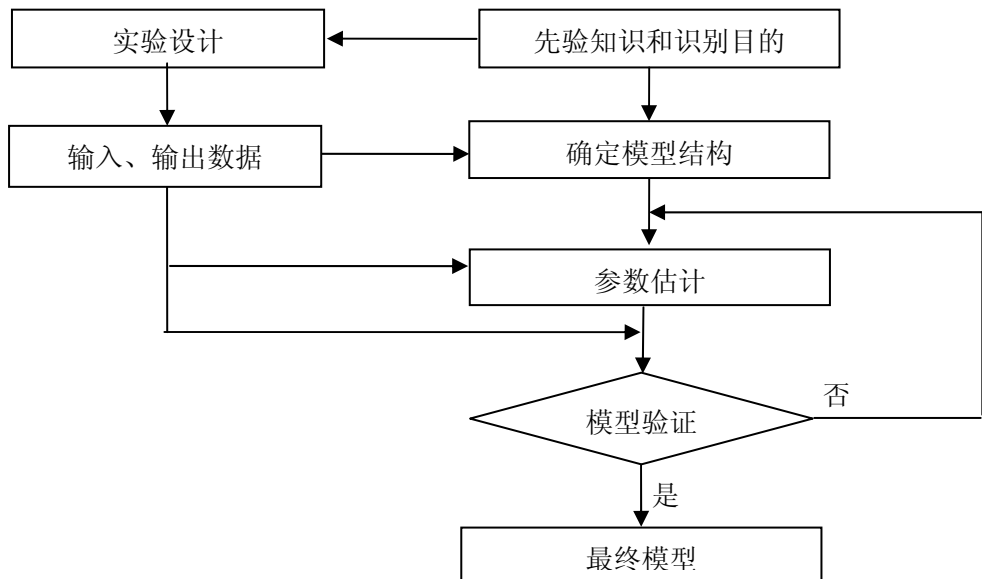 实验设计
先验知识和识别目的
输入、输出数据
确定模型结构
参数估计
模型验证
否
是
最终模型